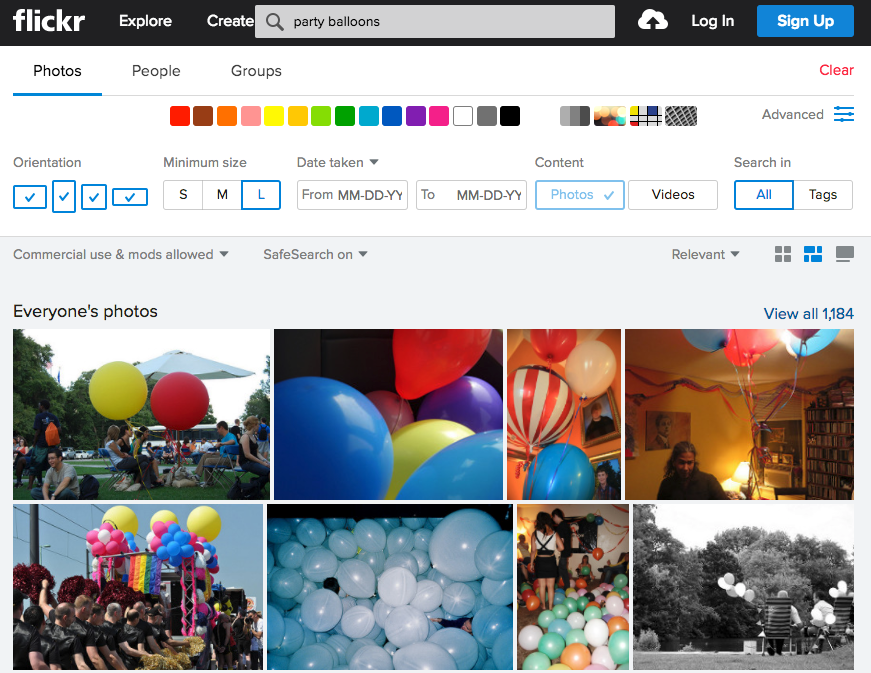 flickr Explore Create party balloons Log In Sign Up
Photos People Groups Clear
Advanced
Orientation Minimum size Date taken Content Search in
S M L From MM-DD-YY To MM-DD-YY Photos Videos All Tags
Commercial use & mods allowed SafeSearch on Relevant
Everyone's photos View all 1,184